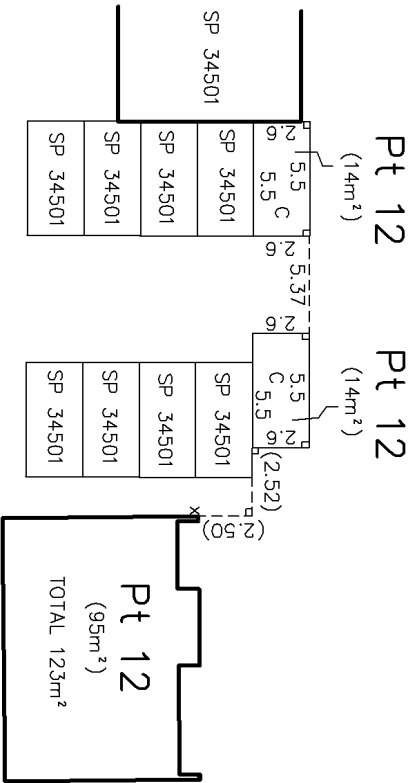 SP 34501
Pt 12
(14m²)
2.6
5.5
5.5
C
2.6
SP 34501
SP 34501
SP 34501
SP 34501
5.37
Pt 12
(14m²)
2.6
5.5
C
5.5
2.6
SP 34501
SP 34501
SP 34501
SP 34501
(2.52)
(2.50)
x
Pt 12
(95m²)
TOTAL 123m²